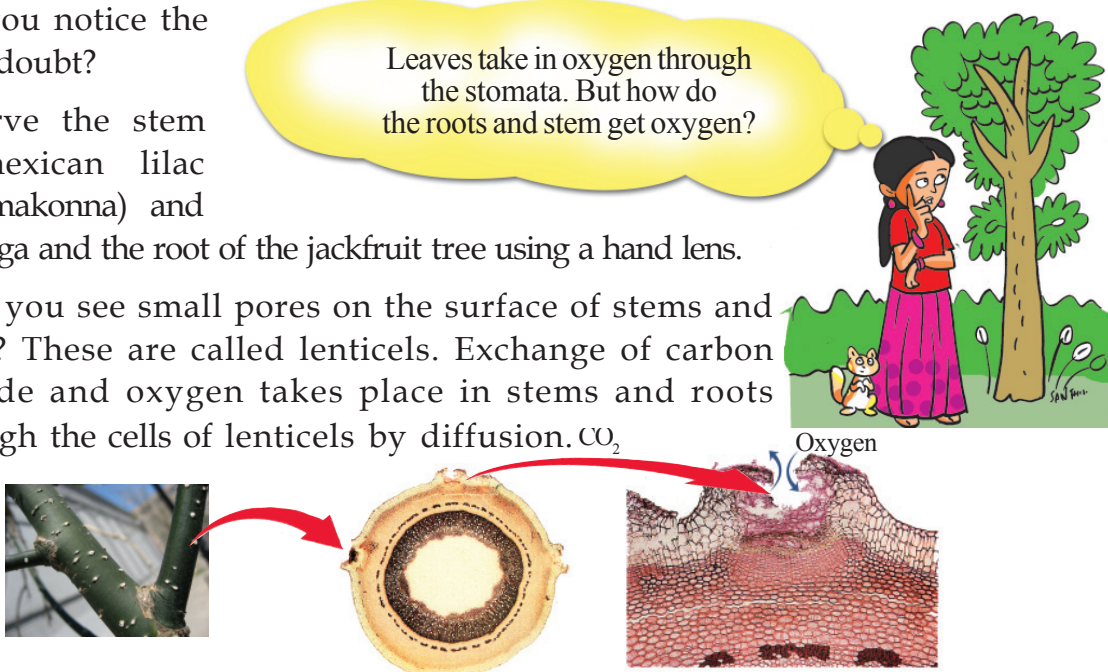 ou notice the
doubt?
Leaves take in oxygen through
the stomata. But how do
the roots and stem get oxygen?
rve the stem
nexican lilac
makonna) and
ga and the root of the jackfruit tree using a hand lens.
you see small pores on the surface of stems and
? These are called lenticels. Exchange of carbon
de and oxygen takes place in stems and roots
gh the cells of lenticels by diffusion.
CO₂
Oxygen